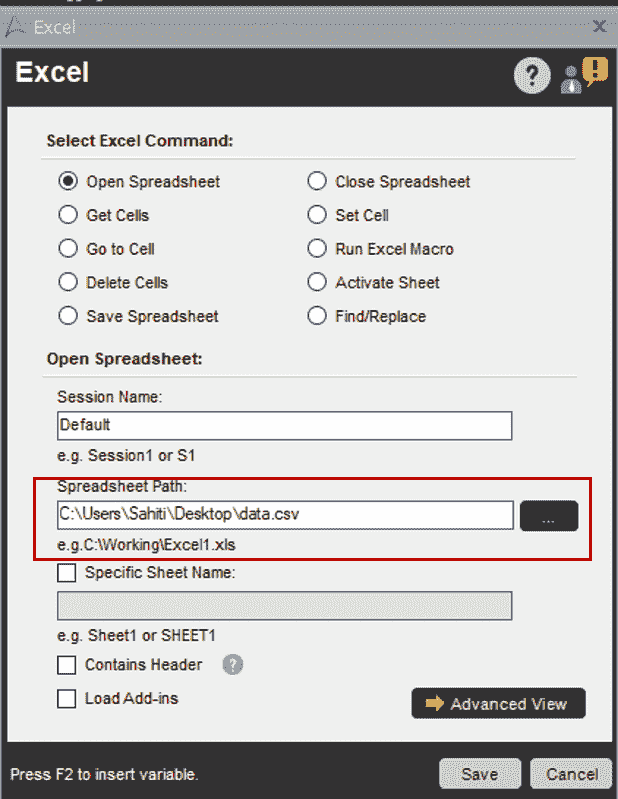 Excel
Excel
Select Excel Command:
Open Spreadsheet Close Spreadsheet
Get Cells Set Cell
Go to Cell Run Excel Macro
Delete Cells Activate Sheet
Save Spreadsheet Find/Replace
Open Spreadsheet:
Session Name:
Default
e.g. Session1 or S1
Spreadsheet Path:
C:\Users\Sahiti\Desktop\data.csv ...
e.g.C:\Working\Excel1.xls
Specific Sheet Name:
e.g. Sheet1 or SHEET1
Contains Header ?
Load Add-ins
Advanced View
Press F2 to insert variable. Save Cancel